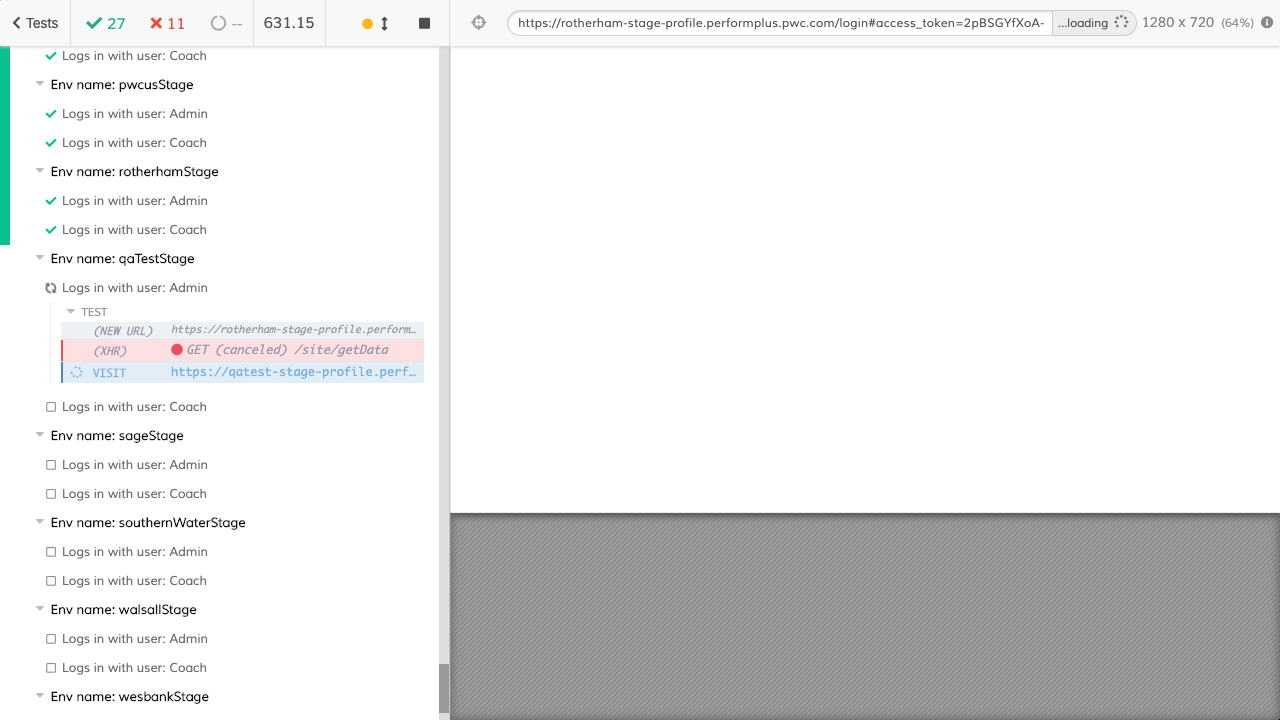 Tests 27 11 -- 631.15 https://rotherham-stage-profile.performplus.pwc.com/login#access_token=2pBSGYfXoA- ...loading 1280 x 720 (64%)
Logs in with user: Coach
Env name: pwcusStage
Logs in with user: Admin
Logs in with user: Coach
Env name: rotherhamStage
Logs in with user: Admin
Logs in with user: Coach
Env name: qaTestStage
Logs in with user: Admin
TEST
(NEW URL) https://rotherham-stage-profile.perform...
(XHR) GET (canceled) /site/getData
VISIT https://qatest-stage-profile.perf...
Logs in with user: Coach
Env name: sageStage
Logs in with user: Admin
Logs in with user: Coach
Env name: southernWaterStage
Logs in with user: Admin
Logs in with user: Coach
Env name: walsallStage
Logs in with user: Admin
Logs in with user: Coach
Env name: wesbankStage